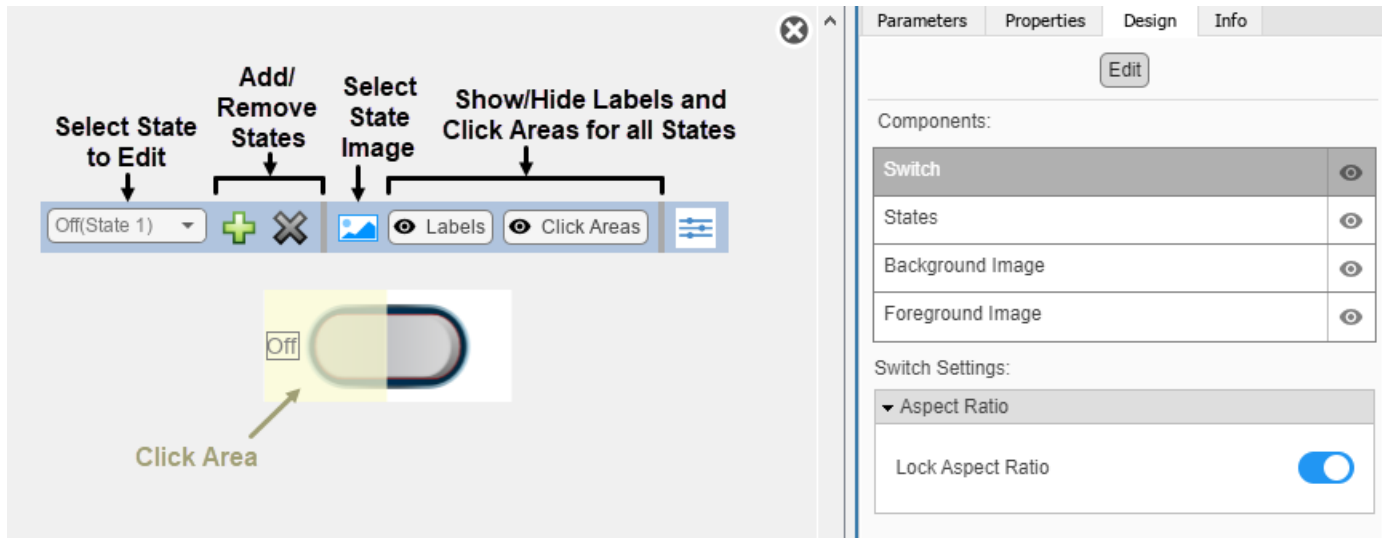 Add/
Remove
States
Select
State
Image
Show/Hide Labels and
Click Areas for all States
Select State
to Edit
Off(State 1)
Labels
Click Areas
Off
Click Area
Parameters
Properties
Design
Info
Edit
Components:
Switch
States
Background Image
Foreground Image
Switch Settings:
Aspect Ratio
Lock Aspect Ratio